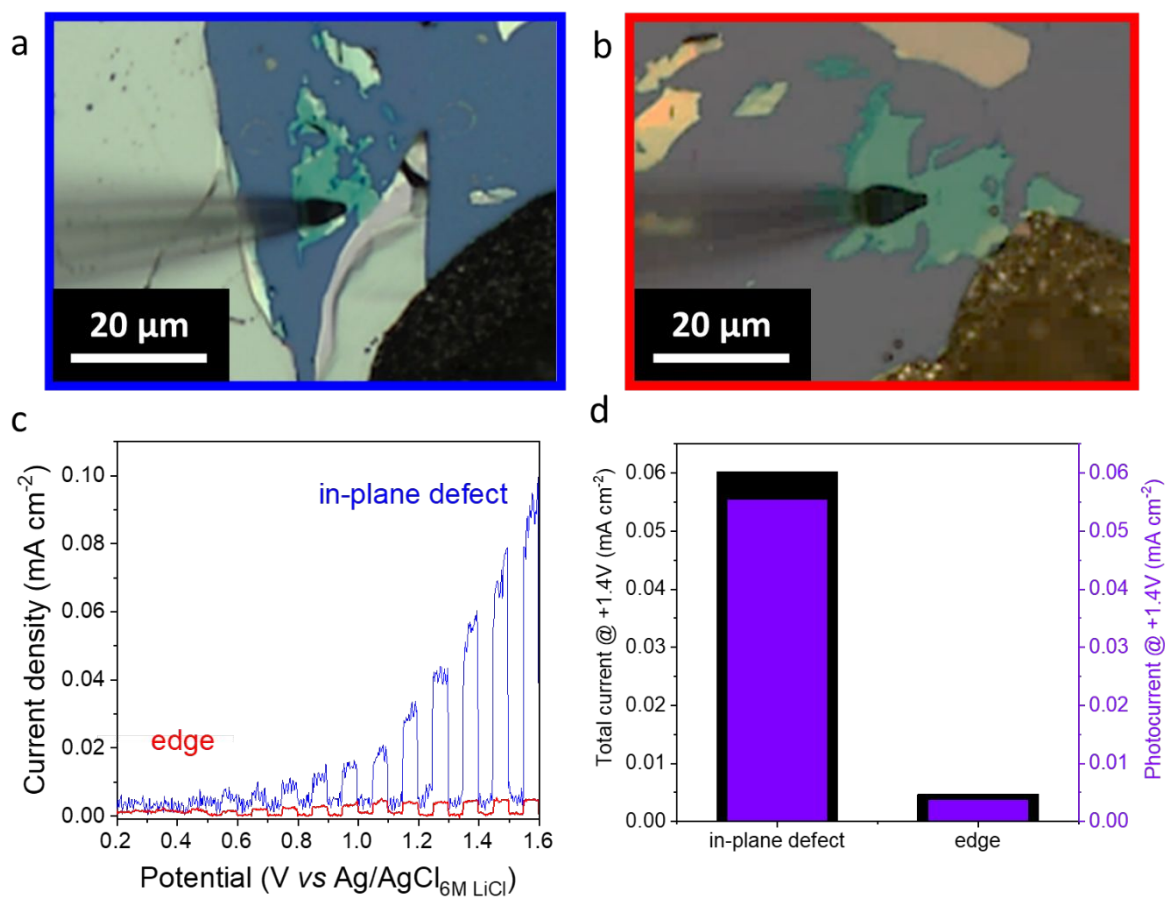 a
b
20 µm
20 µm
c
d
Current density (mA cm⁻²)
0.10
0.08
0.06
0.04
0.02
0.00
in-plane defect
edge
0.2 0.4 0.6 0.8 1.0 1.2 1.4 1.6
Potential (V vs Ag/AgCl₆M LiCl)
Total current @ +1.4V (mA cm⁻²)
0.06
0.05
0.04
0.03
0.02
0.01
0.00
in-plane defect edge
0.06
0.05
0.04
0.03
0.02
0.01
0.00
Photocurrent @ +1.4V (mA cm⁻²)